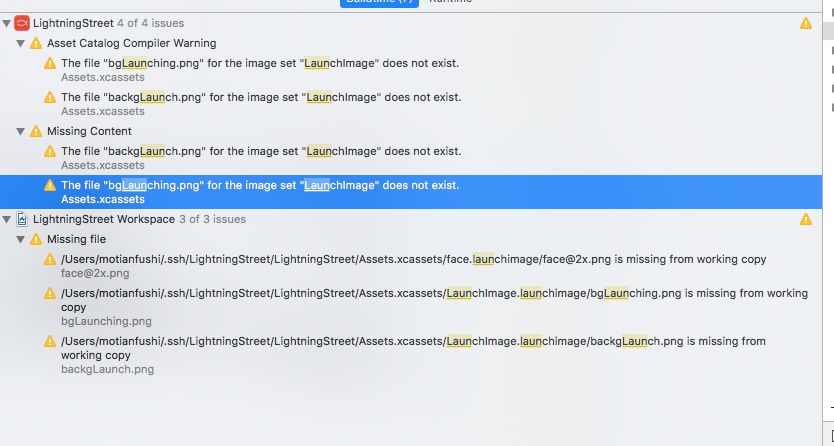 Buildtime (7) Runtime
LightningStreet 4 of 4 issues
Asset Catalog Compiler Warning
The file "bgLaunching.png" for the image set "LaunchImage" does not exist.
Assets.xcassets
The file "backgLaunch.png" for the image set "LaunchImage" does not exist.
Assets.xcassets
Missing Content
The file "backgLaunch.png" for the image set "LaunchImage" does not exist.
Assets.xcassets
The file "bgLaunching.png" for the image set "LaunchImage" does not exist.
Assets.xcassets
LightningStreet Workspace 3 of 3 issues
Missing file
/Users/motianfushi/.ssh/LightningStreet/LightningStreet/Assets.xcassets/face.launchimage/face@2x.png is missing from working copy
face@2x.png
/Users/motianfushi/.ssh/LightningStreet/LightningStreet/Assets.xcassets/LaunchImage.launchimage/bgLaunching.png is missing from working
copy
bgLaunching.png
/Users/motianfushi/.ssh/LightningStreet/LightningStreet/Assets.xcassets/LaunchImage.launchimage/backgLaunch.png is missing from
working copy
backgLaunch.png